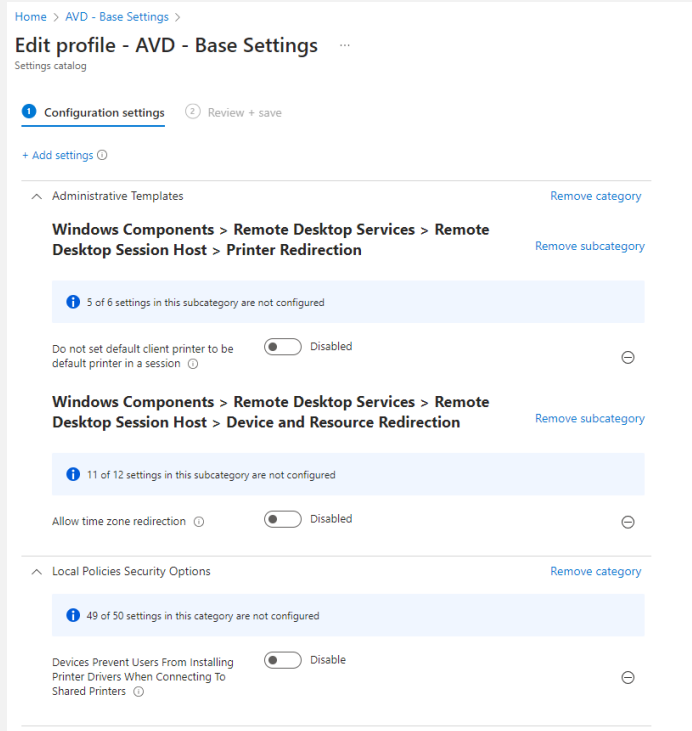 Home > AVD - Base Settings >
Edit profile - AVD - Base Settings ...
Settings catalog
1 Configuration settings 2 Review + save
+ Add settings
Administrative Templates Remove category
Windows Components > Remote Desktop Services > Remote
Desktop Session Host > Printer Redirection
Remove subcategory
5 of 6 settings in this subcategory are not configured
Do not set default client printer to be
default printer in a session
Disabled
Windows Components > Remote Desktop Services > Remote
Desktop Session Host > Device and Resource Redirection
Remove subcategory
11 of 12 settings in this subcategory are not configured
Allow time zone redirection Disabled
Local Policies Security Options Remove category
49 of 50 settings in this category are not configured
Devices Prevent Users From Installing
Printer Drivers When Connecting To
Shared Printers
Disable